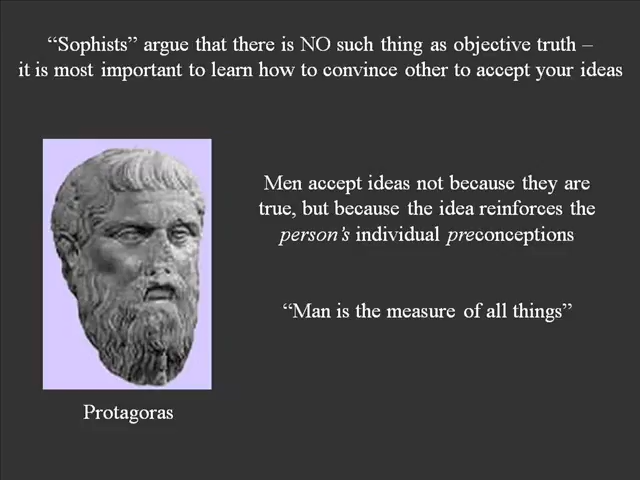 “Sophists” argue that there is NO such thing as objective truth –
it is most important to learn how to convince other to accept your ideas
Men accept ideas not because they are
true, but because the idea reinforces the
person’s individual preconceptions
“Man is the measure of all things”
Protagoras